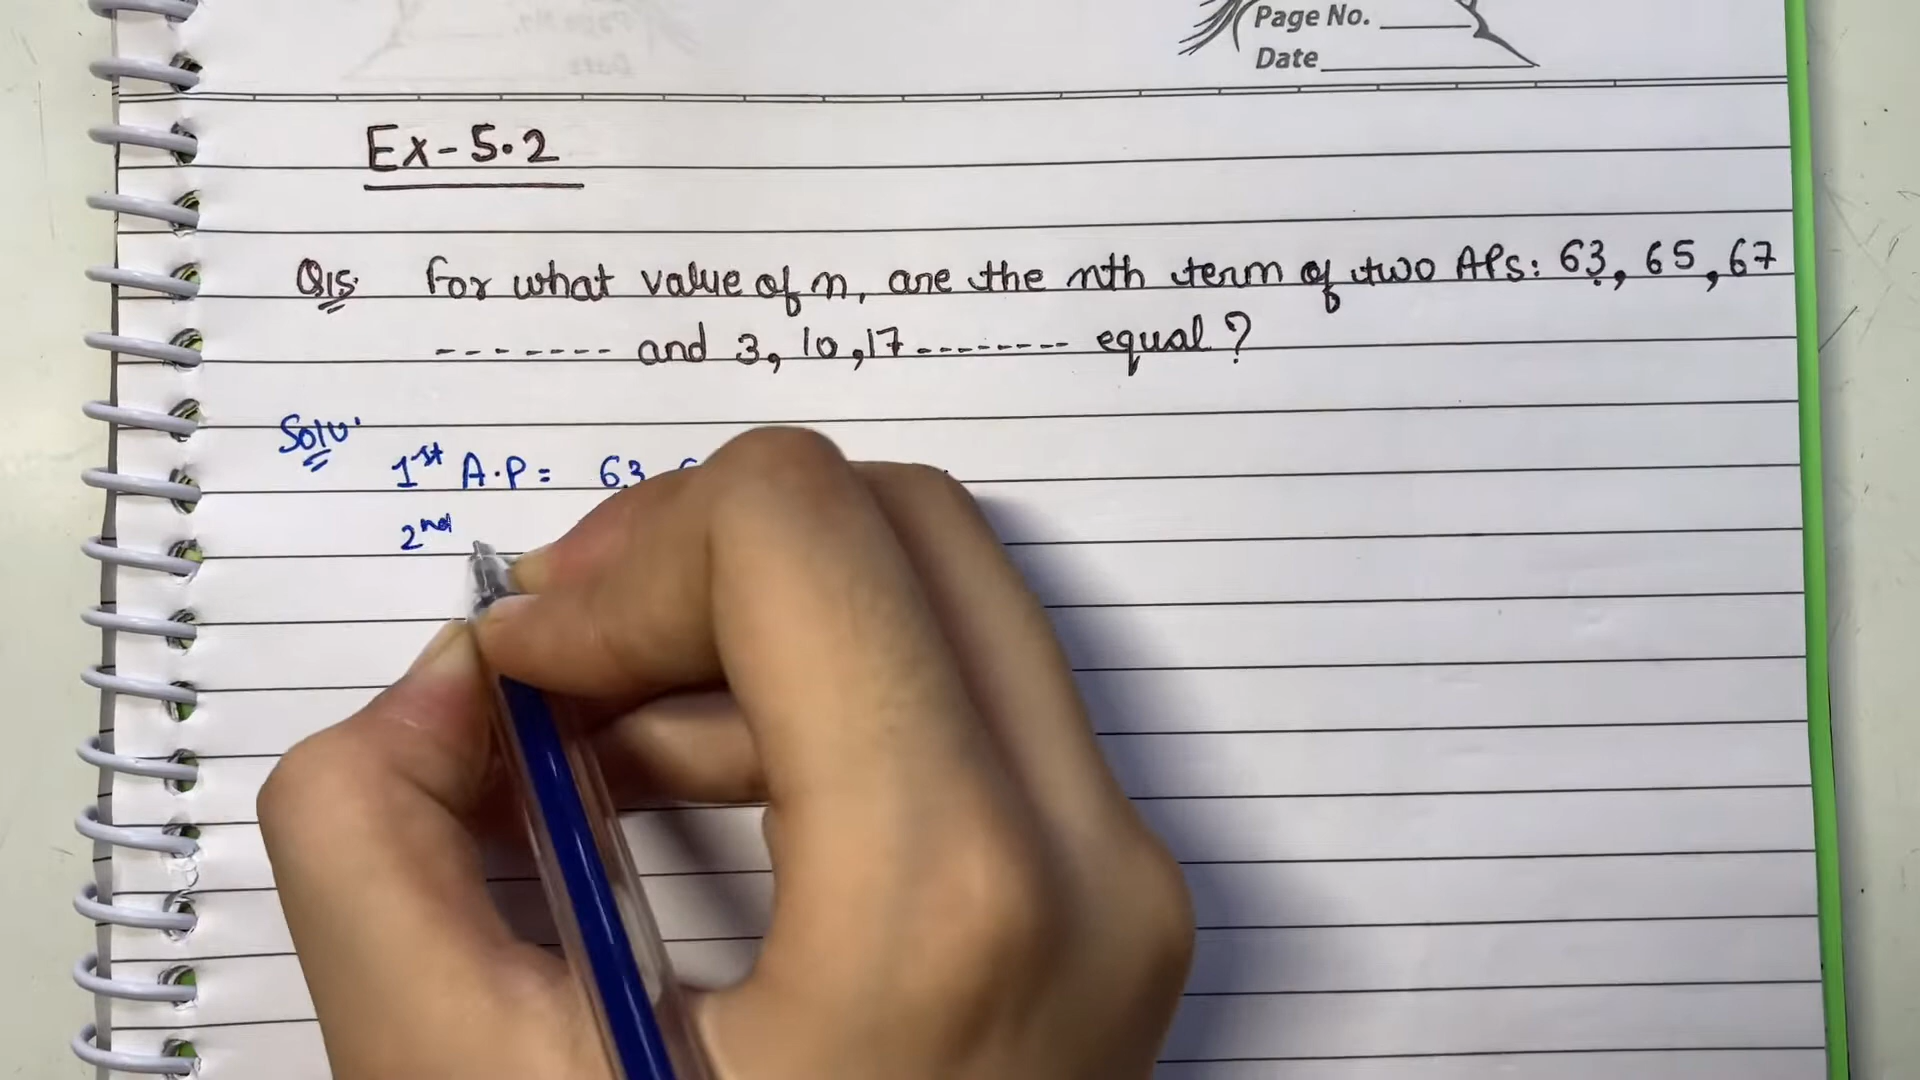 Page No.
Date
Ex-5.2
Q15. For what value of n, are the nth term of two APs: 63, 65, 67
------- and 3, 10, 17 -------- equal?
Solu.
1st A.P = 63
2nd